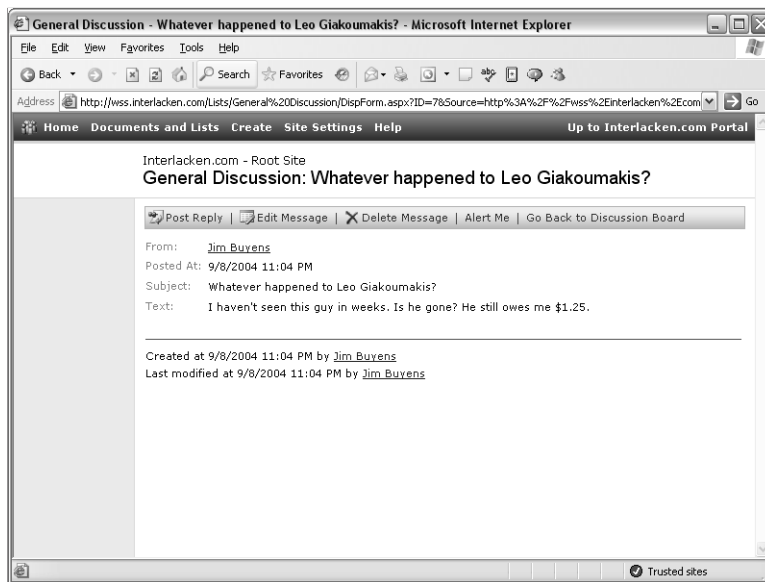 General Discussion - Whatever happened to Leo Giakoumakis? - Microsoft Internet Explorer
File Edit View Favorites Tools Help
Back Search Favorites
Address http://wss.interlacken.com/Lists/General%20Discussion/DispForm.aspx?ID=7&Source=http%3A%2F%2Fwss%2Einterlacken%2Ecom Go
Home Documents and Lists Create Site Settings Help Up to Interlacken.com Portal
Interlacken.com - Root Site
General Discussion: Whatever happened to Leo Giakoumakis?
Post Reply | Edit Message | Delete Message | Alert Me | Go Back to Discussion Board
From: Jim Buyens
Posted At: 9/8/2004 11:04 PM
Subject: Whatever happened to Leo Giakoumakis?
Text: I haven't seen this guy in weeks. Is he gone? He still owes me $1.25.
Created at 9/8/2004 11:04 PM by Jim Buyens
Last modified at 9/8/2004 11:04 PM by Jim Buyens
Trusted sites